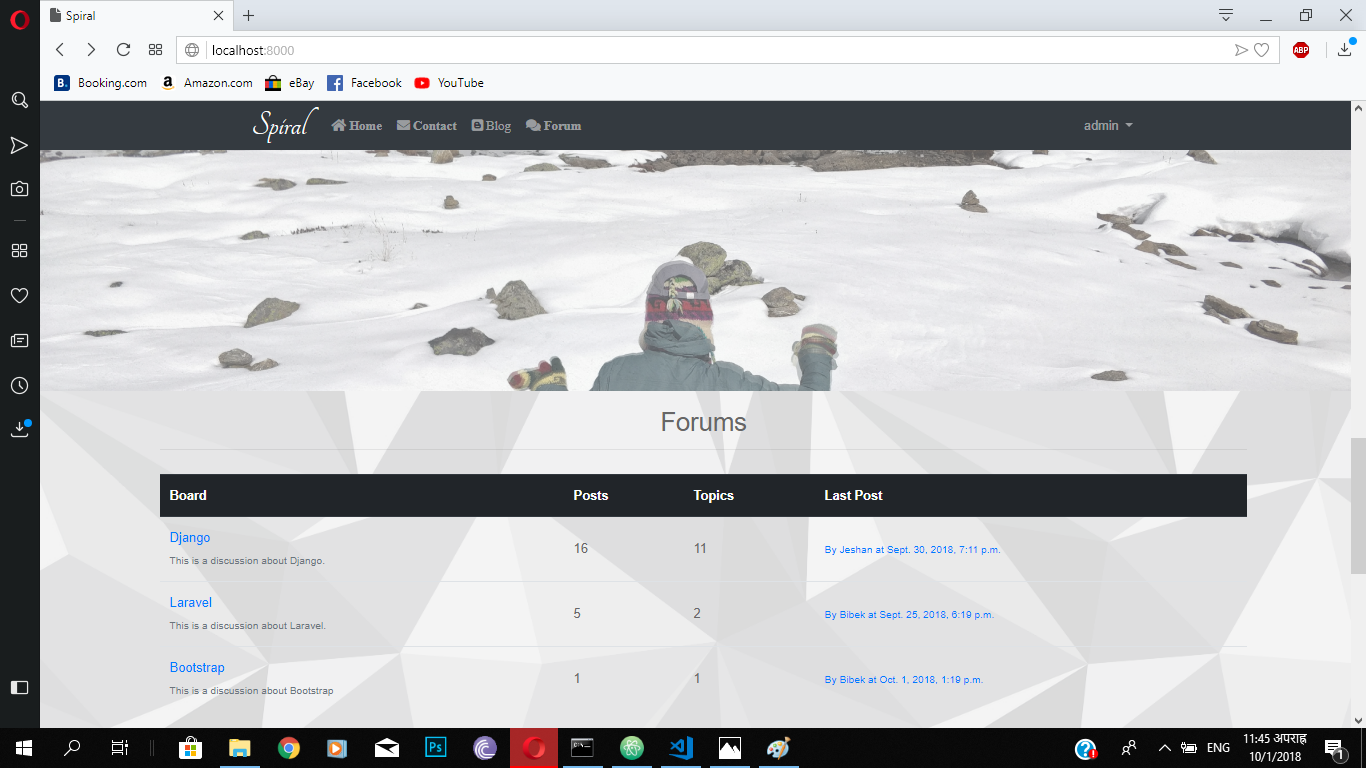 Spiral
localhost:8000
ABP
B. Booking.com
a Amazon.com
eBay
Facebook
YouTube
Spiral
Home
Contact
Blog
Forum
admin
Forums
Board Posts Topics Last Post
Django
This is a discussion about Django.
16 11 By Jeshan at Sept. 30, 2018, 7:11 p.m.
Laravel
This is a discussion about Laravel.
5 2 By Bibek at Sept. 25, 2018, 6:19 p.m.
Bootstrap
This is a discussion about Bootstrap
1 1 By Bibek at Oct. 1, 2018, 1:19 p.m.
Ps
ENG
11:45 अपराह्न
10/1/2018
1